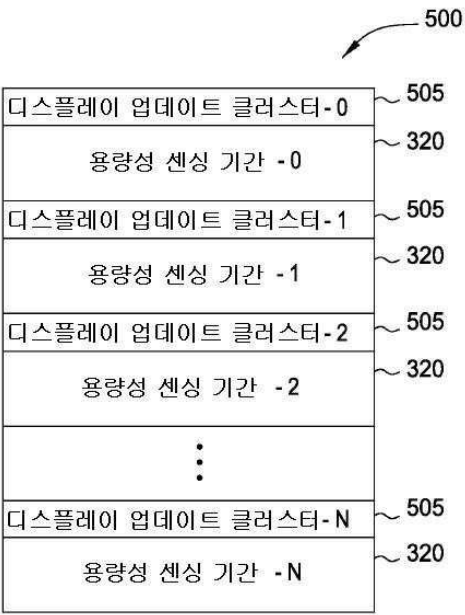 500
디스플레이 업데이트 클러스터-0 505
용량성 센싱 기간 -0 320
디스플레이 업데이트 클러스터-1 505
용량성 센싱 기간 -1 320
디스플레이 업데이트 클러스터-2 505
용량성 센싱 기간 -2 320
디스플레이 업데이트 클러스터-N 505
용량성 센싱 기간 -N 320